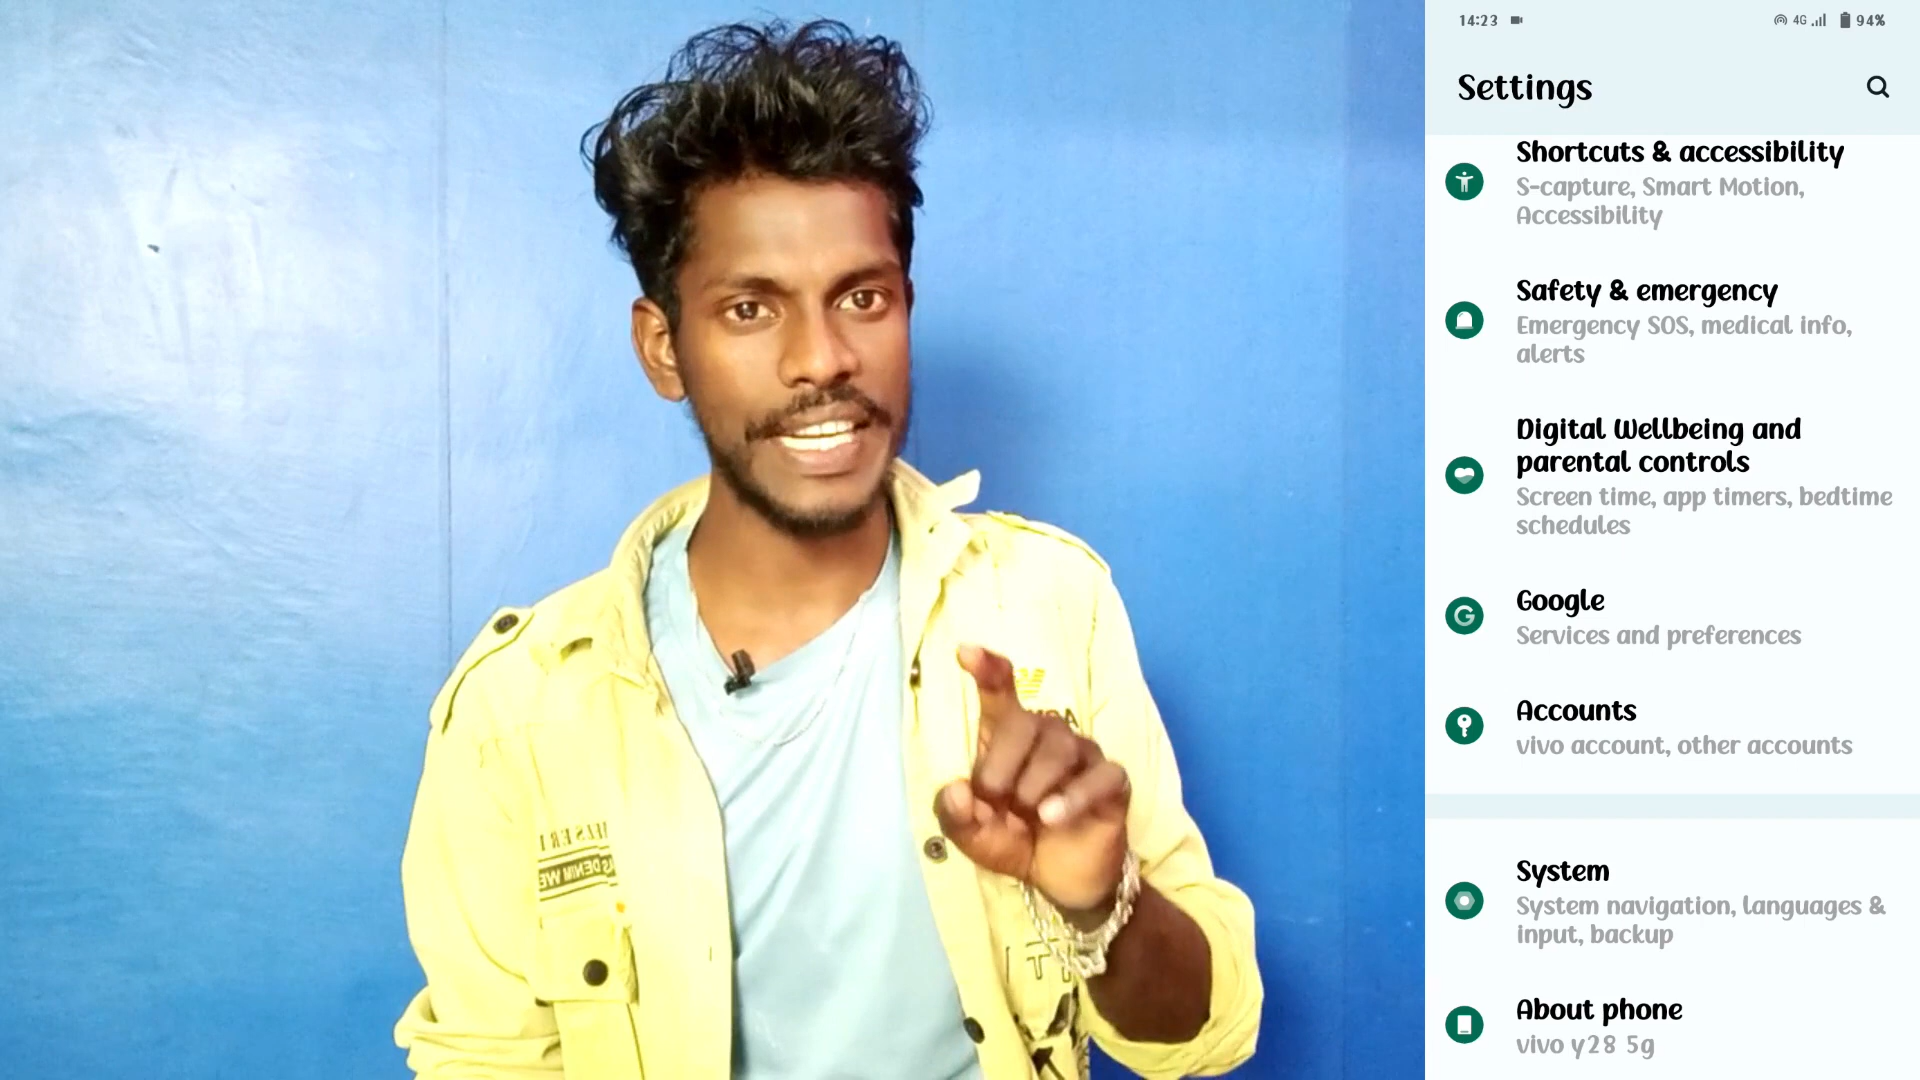 14:23
4G
94%
Settings
Shortcuts & accessibility
S-capture, Smart Motion,
Accessibility
Safety & emergency
Emergency SOS, medical info,
alerts
Digital Wellbeing and
parental controls
Screen time, app timers, bedtime
schedules
Google
Services and preferences
Accounts
vivo account, other accounts
System
System navigation, languages &
input, backup
About phone
vivo y28 5g
DENIM WE